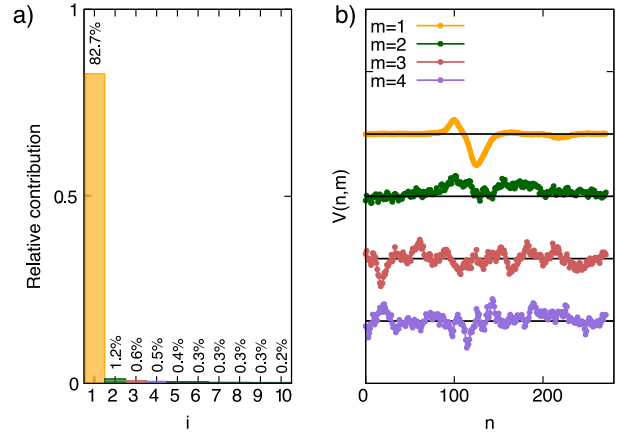 a)
1
0.5
0
Relative contribution
82.7%
1.2%
0.6%
0.5%
0.4%
0.3%
0.3%
0.3%
0.3%
0.2%
1 2 3 4 5 6 7 8 9 10
i
b)
m=1
m=2
m=3
m=4
V(n,m)
0 100 200
n